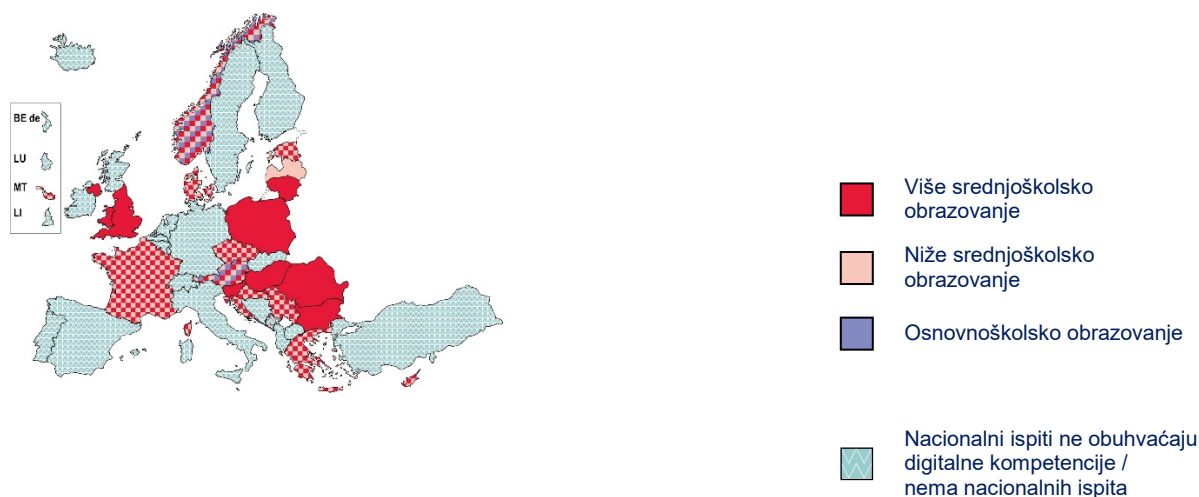 BE de
LU
MT
LI
Više srednjoškolsko
obrazovanje
Niže srednjoškolsko
obrazovanje
Osnovnoškolsko obrazovanje
Nacionalni ispiti ne obuhvaćaju
digitalne kompetencije /
nema nacionalnih ispita